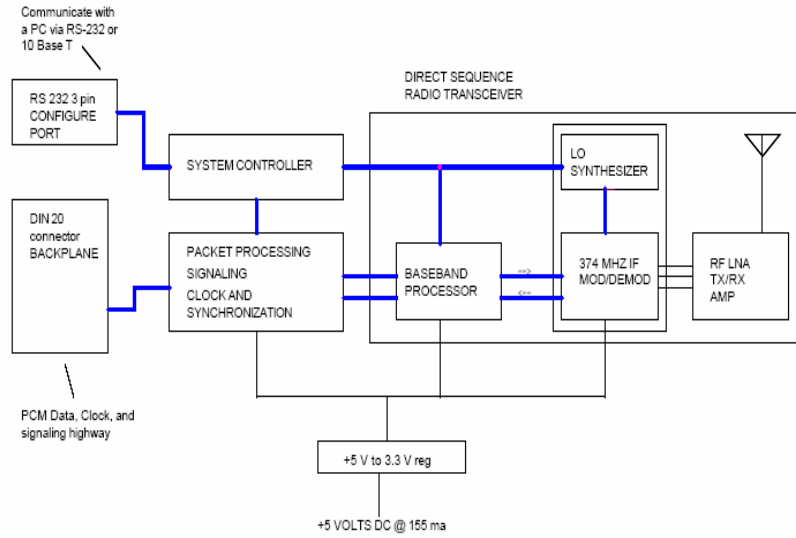 Communicate with
a PC via RS-232 or
10 Base T
RS 232 3 pin
CONFIGURE
PORT
DIRECT SEQUENCE
RADIO TRANSCEIVER
SYSTEM CONTROLLER
LO
SYNTHESIZER
DIN 20
connector
BACKPLANE
PACKET PROCESSING
SIGNALING
CLOCK AND
SYNCHRONIZATION
BASEBAND
PROCESSOR
==>
<==
374 MHZ IF
MOD/DEMOD
RF LNA
TX/RX
AMP
PCM Data, Clock, and
signaling highway
+5 V to 3.3 V reg
+5 VOLTS DC @ 155 ma